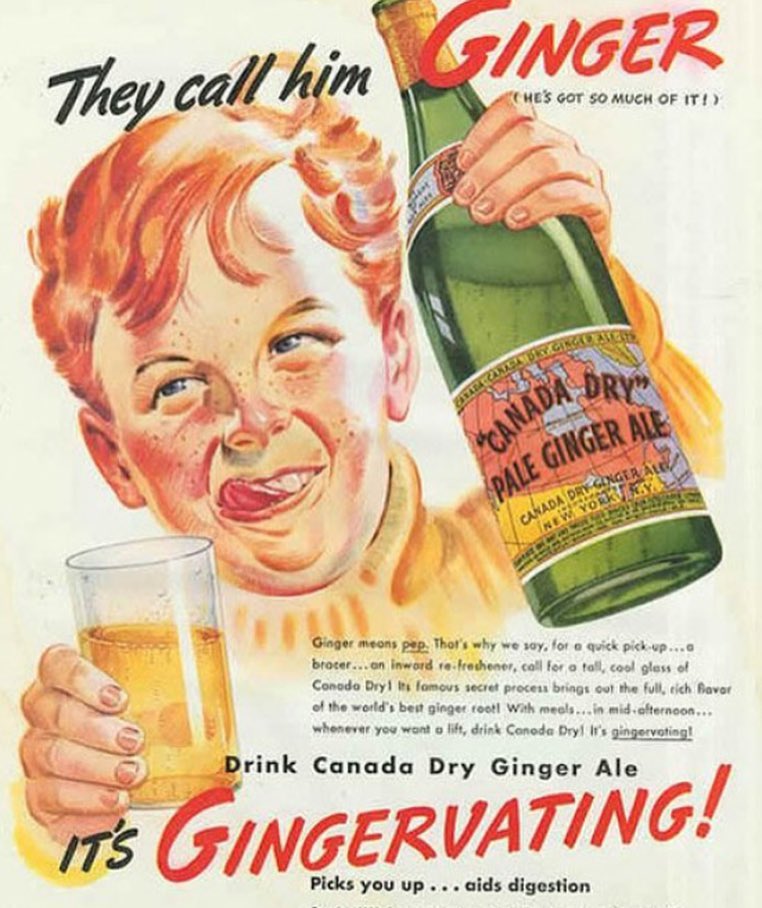 They call him GINGER
(HE'S GOT SO MUCH OF IT!)
CANADA DRY GINGER ALE
"CANADA DRY"
PALE GINGER ALE
CANADA DRY GINGER ALE
NEW YORK, N.Y.
Ginger means pep. That's why we say, for a quick pick-up...a
bracer...an inward re-freshener, call for a tall, cool glass of
Canada Dry! Its famous secret process brings out the full, rich flavor
of the world's best ginger root! With meals...in mid-afternoon...
whenever you want a lift, drink Canada Dry! It's gingervating!
Drink Canada Dry Ginger Ale
IT'S GINGERVATING!
Picks you up...aids digestion